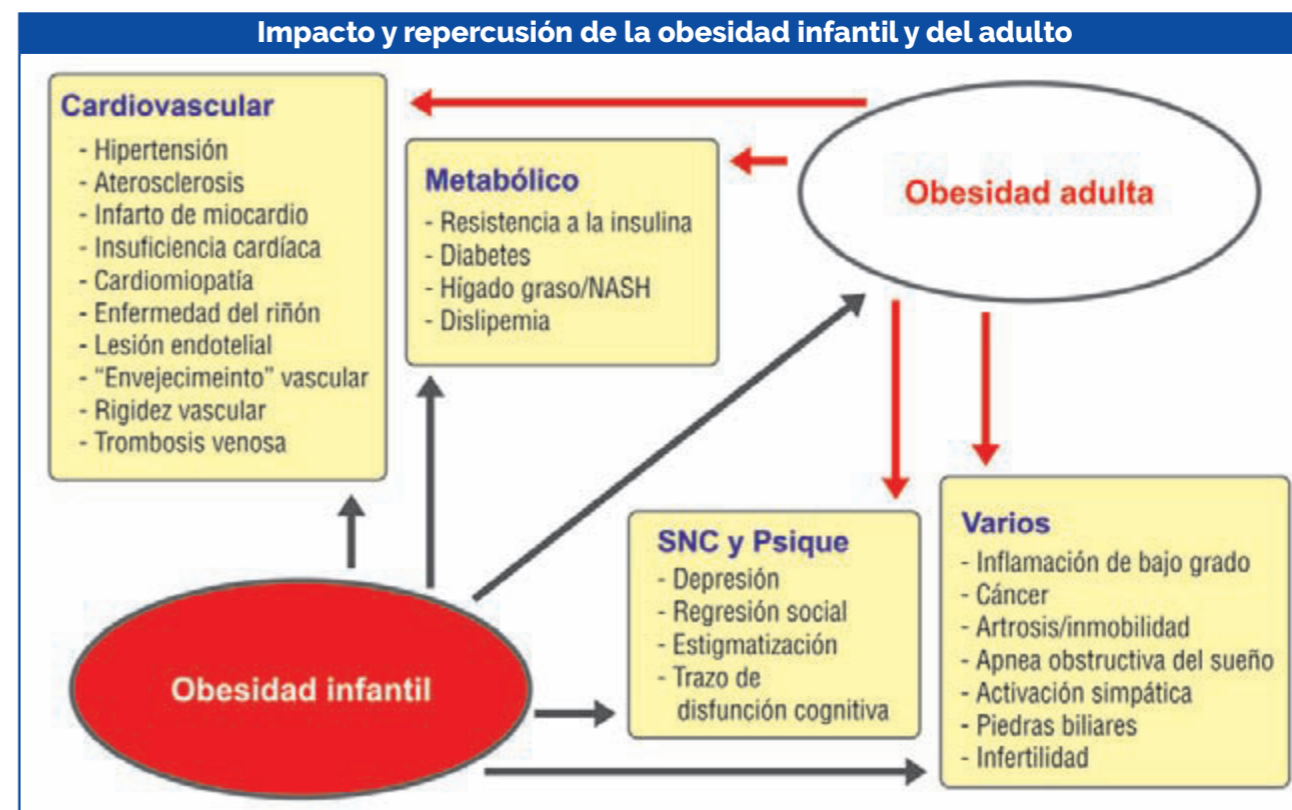 Impacto y repercusión de la obesidad infantil y del adulto
Cardiovascular
- Hipertensión
- Aterosclerosis
- Infarto de miocardio
- Insuficiencia cardíaca
- Cardiomiopatía
- Enfermedad del riñón
- Lesión endotelial
- "Envejecimeinto" vascular
- Rigidez vascular
- Trombosis venosa
Metabólico
- Resistencia a la insulina
- Diabetes
- Hígado graso/NASH
- Dislipemia
Obesidad adulta
Obesidad infantil
SNC y Psique
- Depresión
- Regresión social
- Estigmatización
- Trazo de
disfunción cognitiva
Varios
- Inflamación de bajo grado
- Cáncer
- Artrosis/inmobilidad
- Apnea obstructiva del sueño
- Activación simpática
- Piedras biliares
- Infertilidad